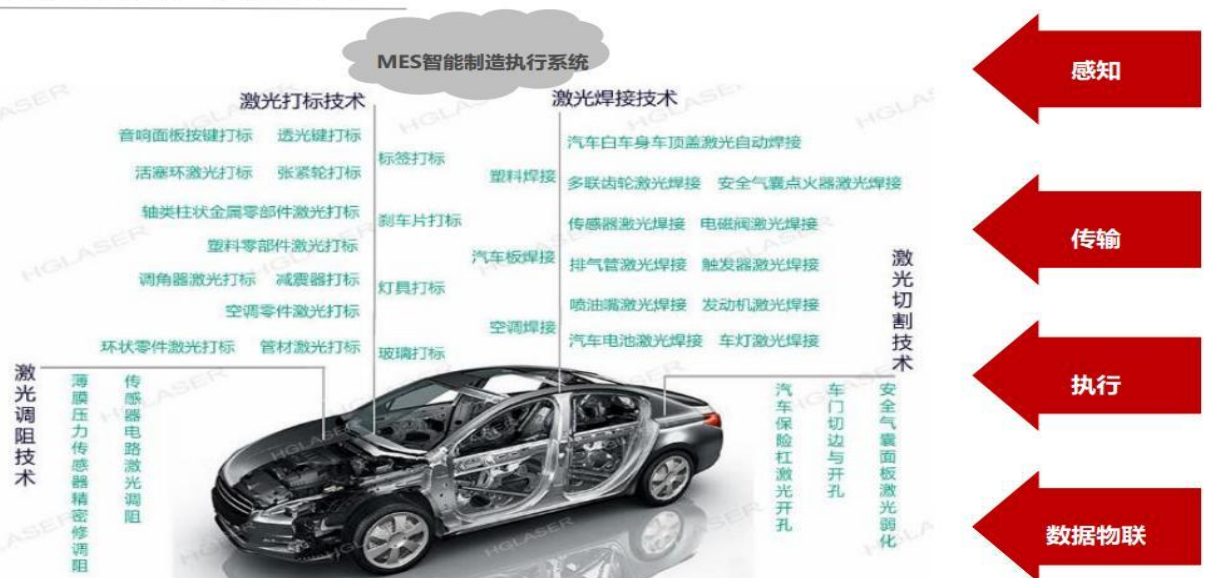 MES智能制造执行系统
感知
传输
执行
数据物联
激光打标技术
音响面板按键打标 透光键打标
标签打标
活塞环激光打标 张紧轮打标
轴类柱状金属零部件激光打标
刹车片打标
塑料零部件激光打标
调角器激光打标 减震器打标
灯具打标
空调零件激光打标
环状零件激光打标 管材激光打标
玻璃打标
激光焊接技术
汽车白车身车顶盖激光自动焊接
塑料焊接
多联齿轮激光焊接 安全气囊点火器激光焊接
传感器激光焊接 电磁阀激光焊接
汽车板焊接
排气管激光焊接 触发器激光焊接
喷油嘴激光焊接 发动机激光焊接
空调焊接
汽车电池激光焊接 车灯激光焊接
激光切割技术
汽车保险杠激光开孔
车门切边与开孔
安全气囊面板激光弱化
激光调阻技术
薄膜压力传感器精密修调阻
传感器电路激光调阻
HGLASER